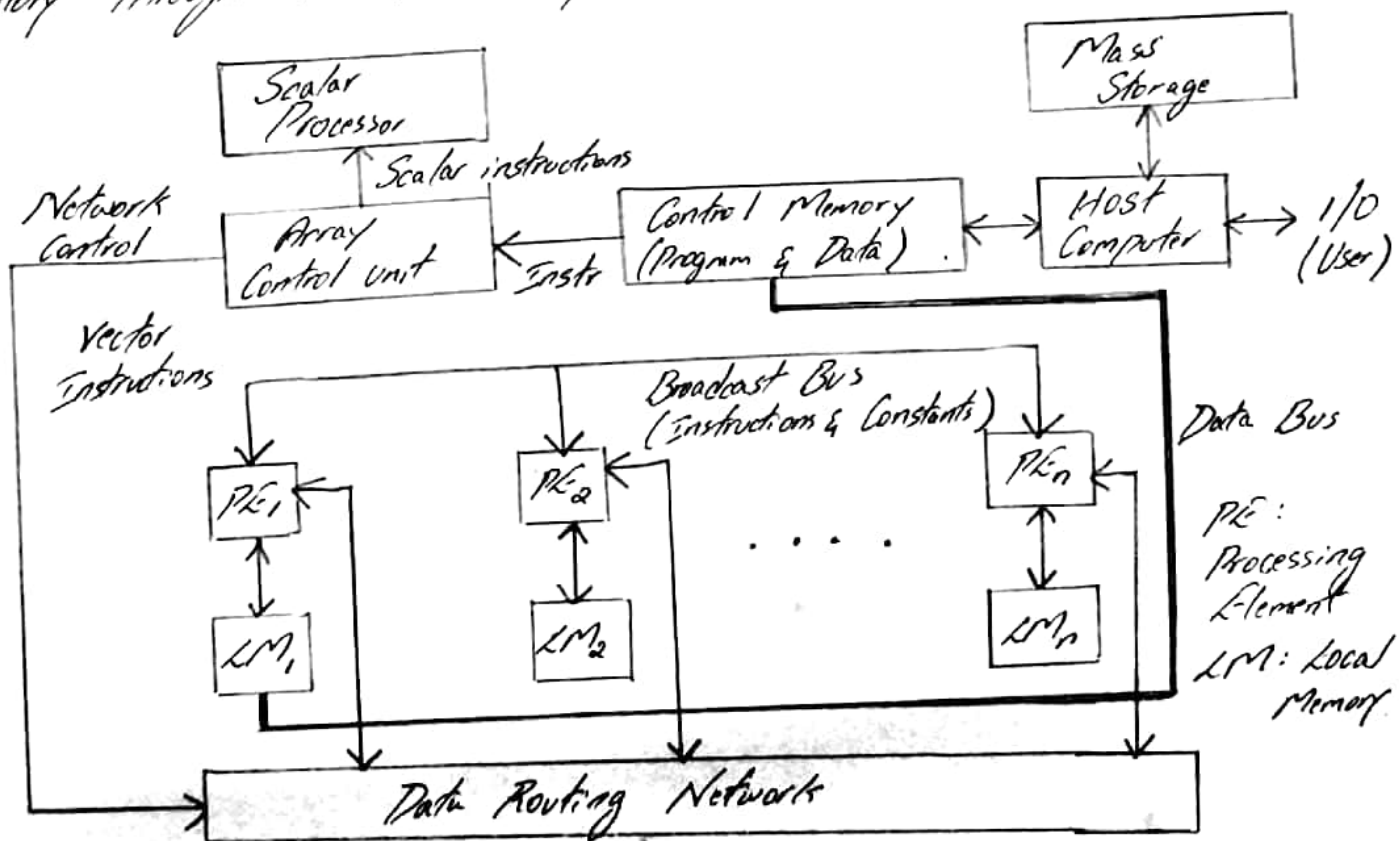 Mass
Storage
Scalar
Processor
Scalar instructions
Network
Control
Array
Control unit
Instr
Control Memory
(Program & Data)
Host
Computer
I/O
(User)
Vector
Instructions
Broadcast Bus
(Instructions & Constants)
Data Bus
PE₁
PE₂
PEₙ
. . . .
LM₁
LM₂
LMₙ
PE:
Processing
Element
LM: Local
Memory
Data Routing Network